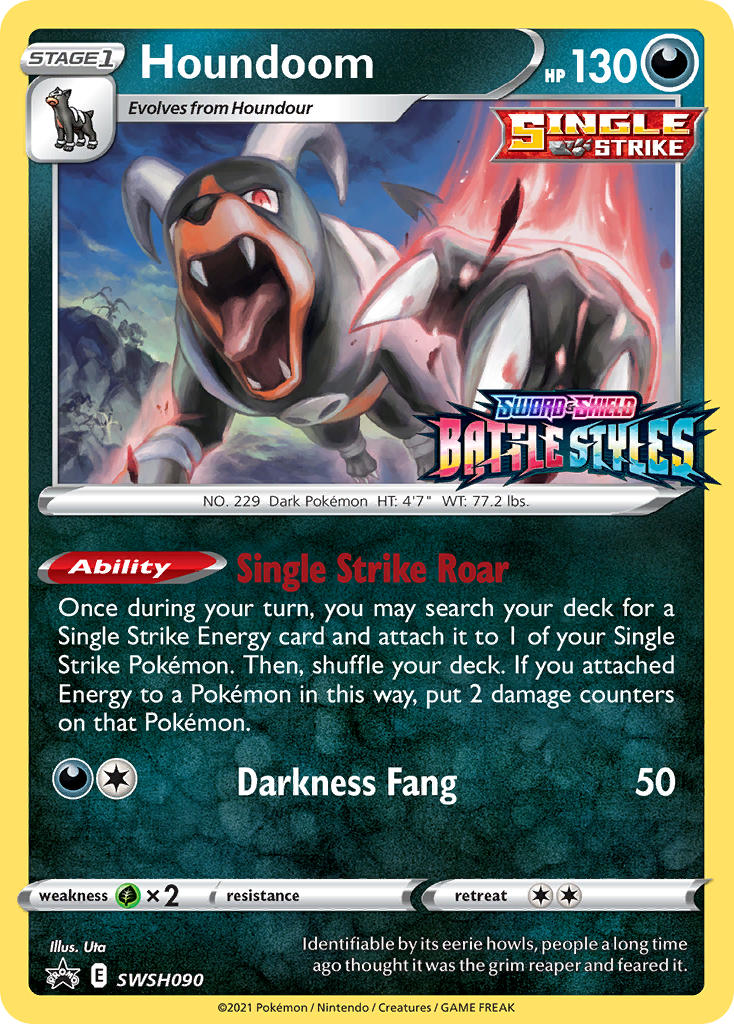 STAGE1
Houndoom
HP 130
Evolves from Houndour
SINGLE
STRIKE
SWORD & SHIELD
BATTLE STYLES
NO. 229 Dark Pokémon HT: 4'7" WT: 77.2 lbs.
Ability Single Strike Roar
Once during your turn, you may search your deck for a
Single Strike Energy card and attach it to 1 of your Single
Strike Pokémon. Then, shuffle your deck. If you attached
Energy to a Pokémon in this way, put 2 damage counters
on that Pokémon.
Darkness Fang 50
weakness ×2 resistance retreat
Illus. Uta
Identifiable by its eerie howls, people a long time
ago thought it was the grim reaper and feared it.
PROMO E SWSH090
©2021 Pokémon / Nintendo / Creatures / GAME FREAK